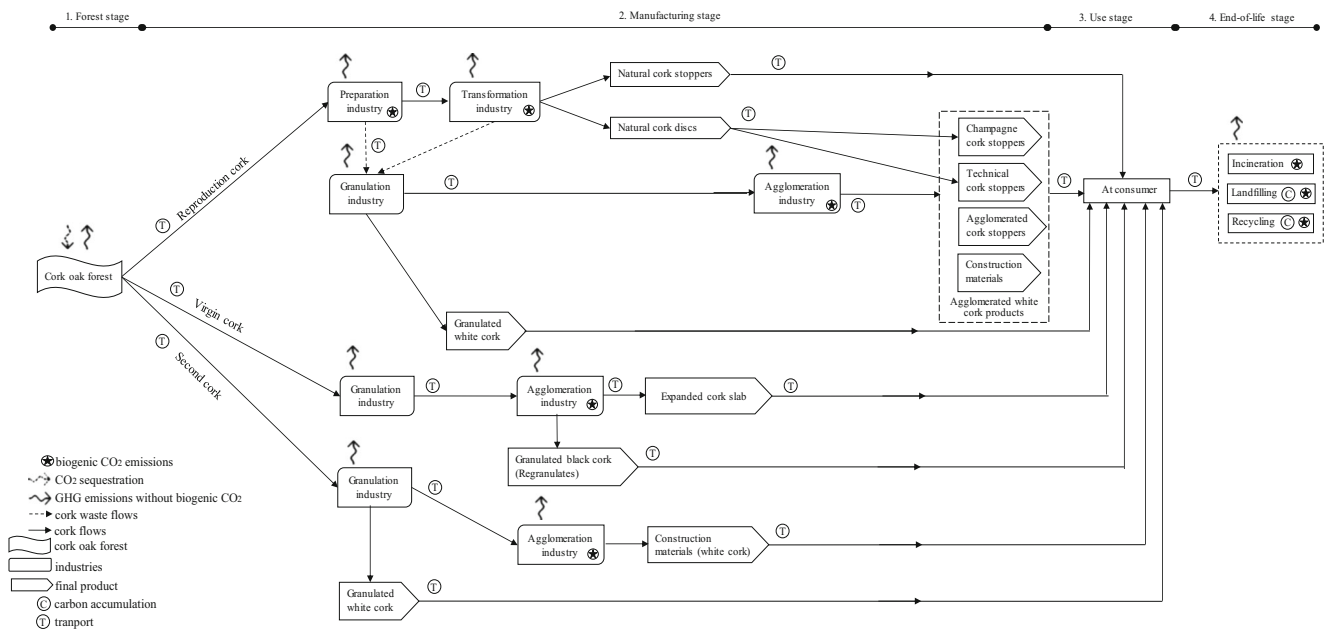 1. Forest stage
2. Manufacturing stage
3. Use stage
4. End-of-life stage
T
Natural cork stoppers
Preparation
industry
T
Transformation
industry
T
Natural cork discs
Champagne
cork stoppers
T
Reproduction cork
Granulation
industry
T
Agglomeration
industry
T
Technical
cork stoppers
T
At consumer
T
Incineration
Landfilling C
Recycling C
Agglomerated
cork stoppers
T
Cork oak forest
Construction
materials
Agglomerated white
cork products
T
Virgin cork
T
Second cork
Granulated
white cork
Granulation
industry
T
Agglomeration
industry
T
Expanded cork slab
T
Granulated black cork
(Regranulates)
T
Granulation
industry
T
Agglomeration
industry
Construction
materials (white cork)
T
Granulated
white cork
T
biogenic CO2 emissions
CO2 sequestration
GHG emissions without biogenic CO2
cork waste flows
cork flows
cork oak forest
industries
final product
C carbon accumulation
T tranport